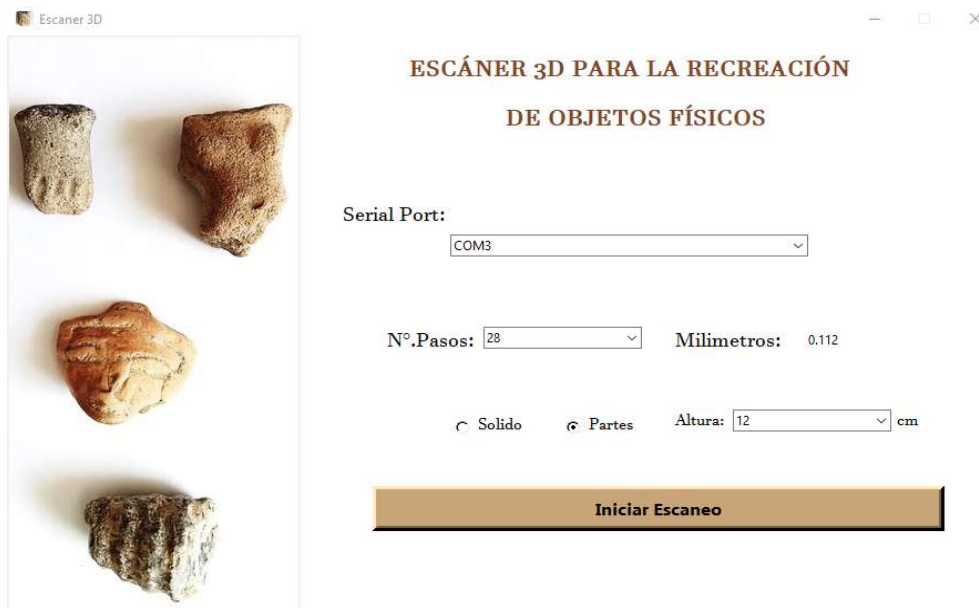 Escaner 3D
ESCÁNER 3D PARA LA RECREACIÓN
DE OBJETOS FÍSICOS
Serial Port:
COM3
N°.Pasos: 28 Milimetros: 0.112
Solido Partes Altura: 12 cm
Iniciar Escaneo